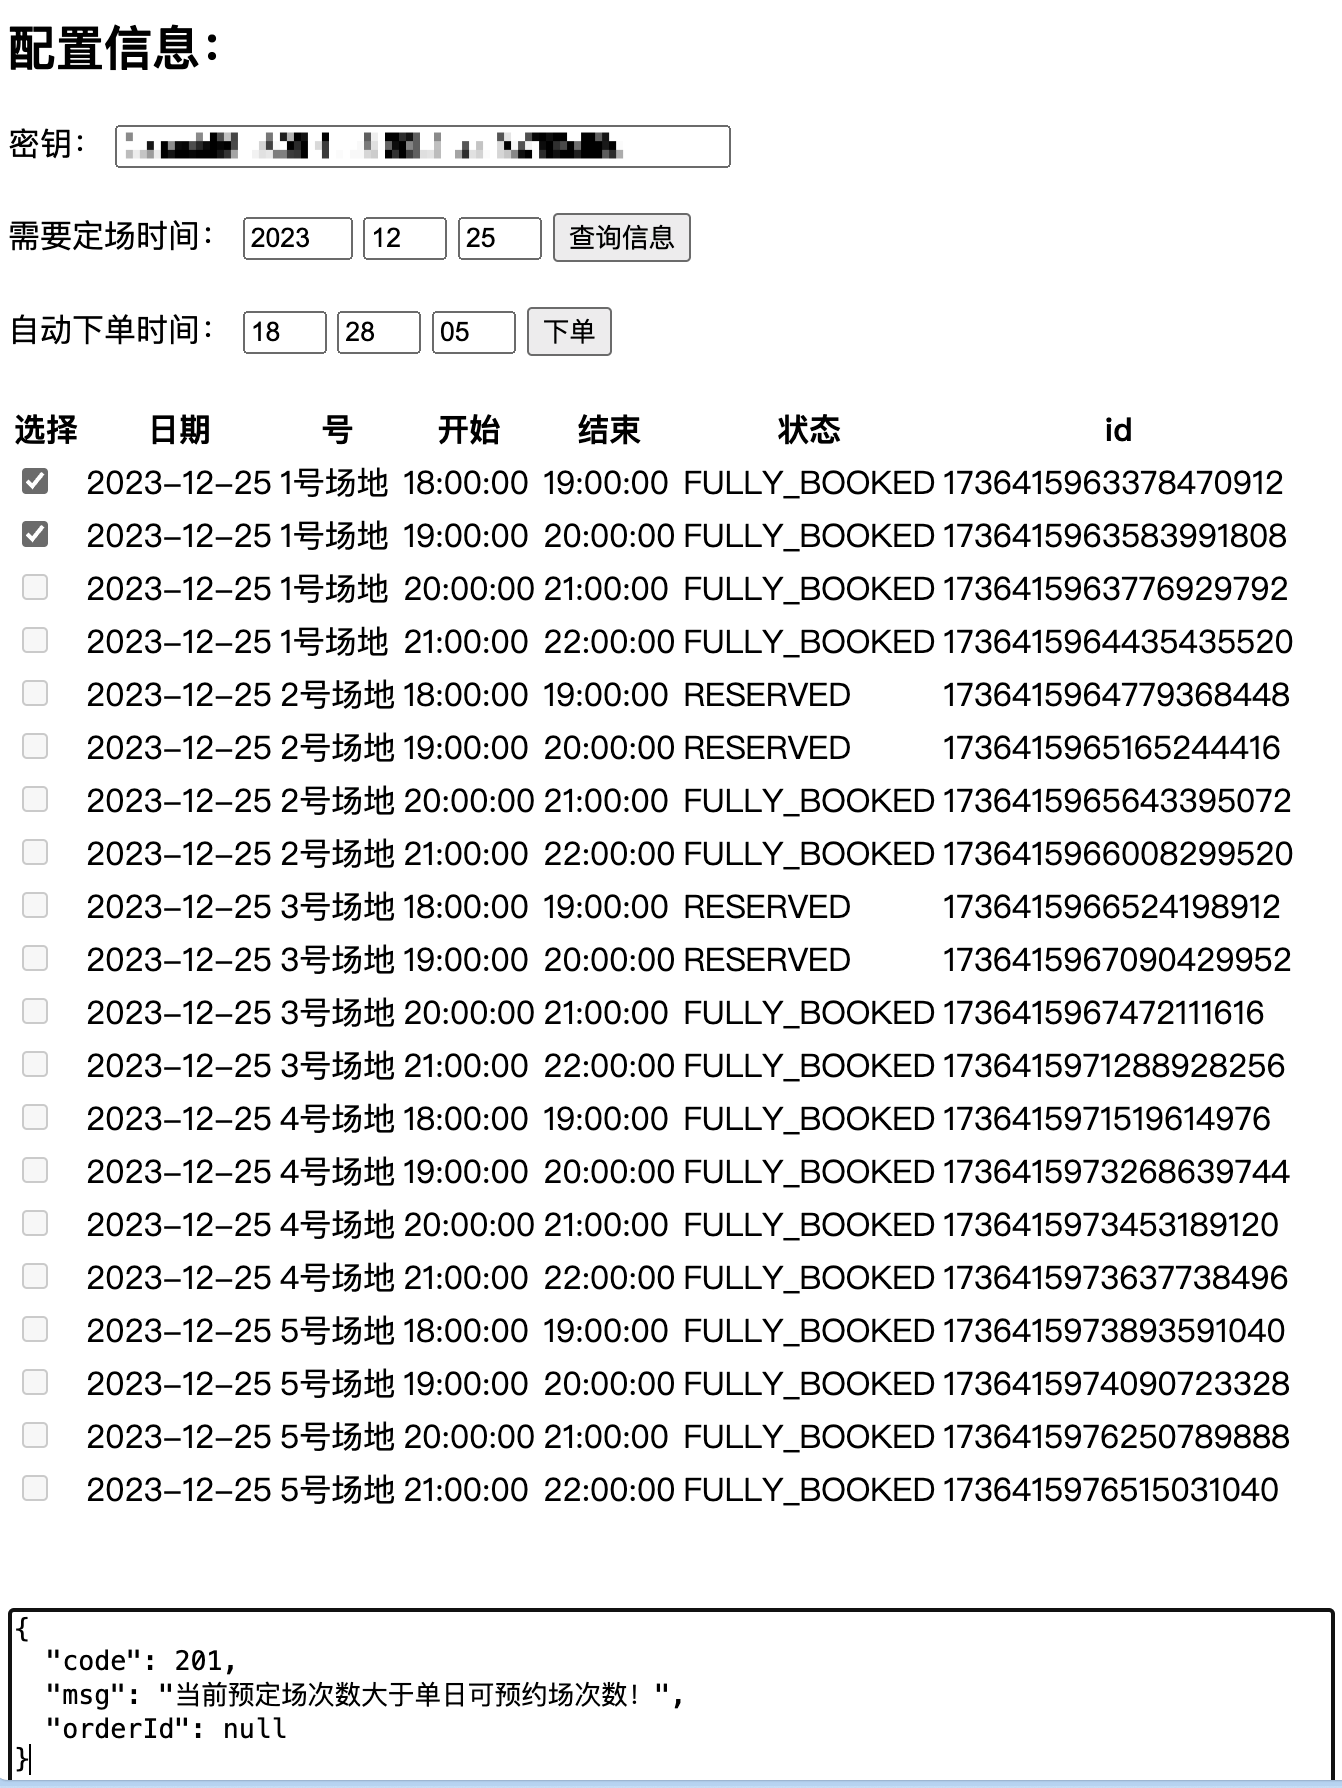 配置信息：
密钥：
需要定场时间： 2023 12 25 查询信息
自动下单时间： 18 28 05 下单
选择 日期 号 开始 结束 状态 id
2023-12-25 1号场地 18:00:00 19:00:00 FULLY_BOOKED 1736415963378470912
2023-12-25 1号场地 19:00:00 20:00:00 FULLY_BOOKED 1736415963583991808
2023-12-25 1号场地 20:00:00 21:00:00 FULLY_BOOKED 1736415963776929792
2023-12-25 1号场地 21:00:00 22:00:00 FULLY_BOOKED 1736415964435435520
2023-12-25 2号场地 18:00:00 19:00:00 RESERVED 1736415964779368448
2023-12-25 2号场地 19:00:00 20:00:00 RESERVED 1736415965165244416
2023-12-25 2号场地 20:00:00 21:00:00 FULLY_BOOKED 1736415965643395072
2023-12-25 2号场地 21:00:00 22:00:00 FULLY_BOOKED 1736415966008299520
2023-12-25 3号场地 18:00:00 19:00:00 RESERVED 1736415966524198912
2023-12-25 3号场地 19:00:00 20:00:00 RESERVED 1736415967090429952
2023-12-25 3号场地 20:00:00 21:00:00 FULLY_BOOKED 1736415967472111616
2023-12-25 3号场地 21:00:00 22:00:00 FULLY_BOOKED 1736415971288928256
2023-12-25 4号场地 18:00:00 19:00:00 FULLY_BOOKED 1736415971519614976
2023-12-25 4号场地 19:00:00 20:00:00 FULLY_BOOKED 1736415973268639744
2023-12-25 4号场地 20:00:00 21:00:00 FULLY_BOOKED 1736415973453189120
2023-12-25 4号场地 21:00:00 22:00:00 FULLY_BOOKED 1736415973637738496
2023-12-25 5号场地 18:00:00 19:00:00 FULLY_BOOKED 1736415973893591040
2023-12-25 5号场地 19:00:00 20:00:00 FULLY_BOOKED 1736415974090723328
2023-12-25 5号场地 20:00:00 21:00:00 FULLY_BOOKED 1736415976250789888
2023-12-25 5号场地 21:00:00 22:00:00 FULLY_BOOKED 1736415976515031040
{
"code": 201,
"msg": "当前预定场次数大于单日可预约场次数！",
"orderId": null
}